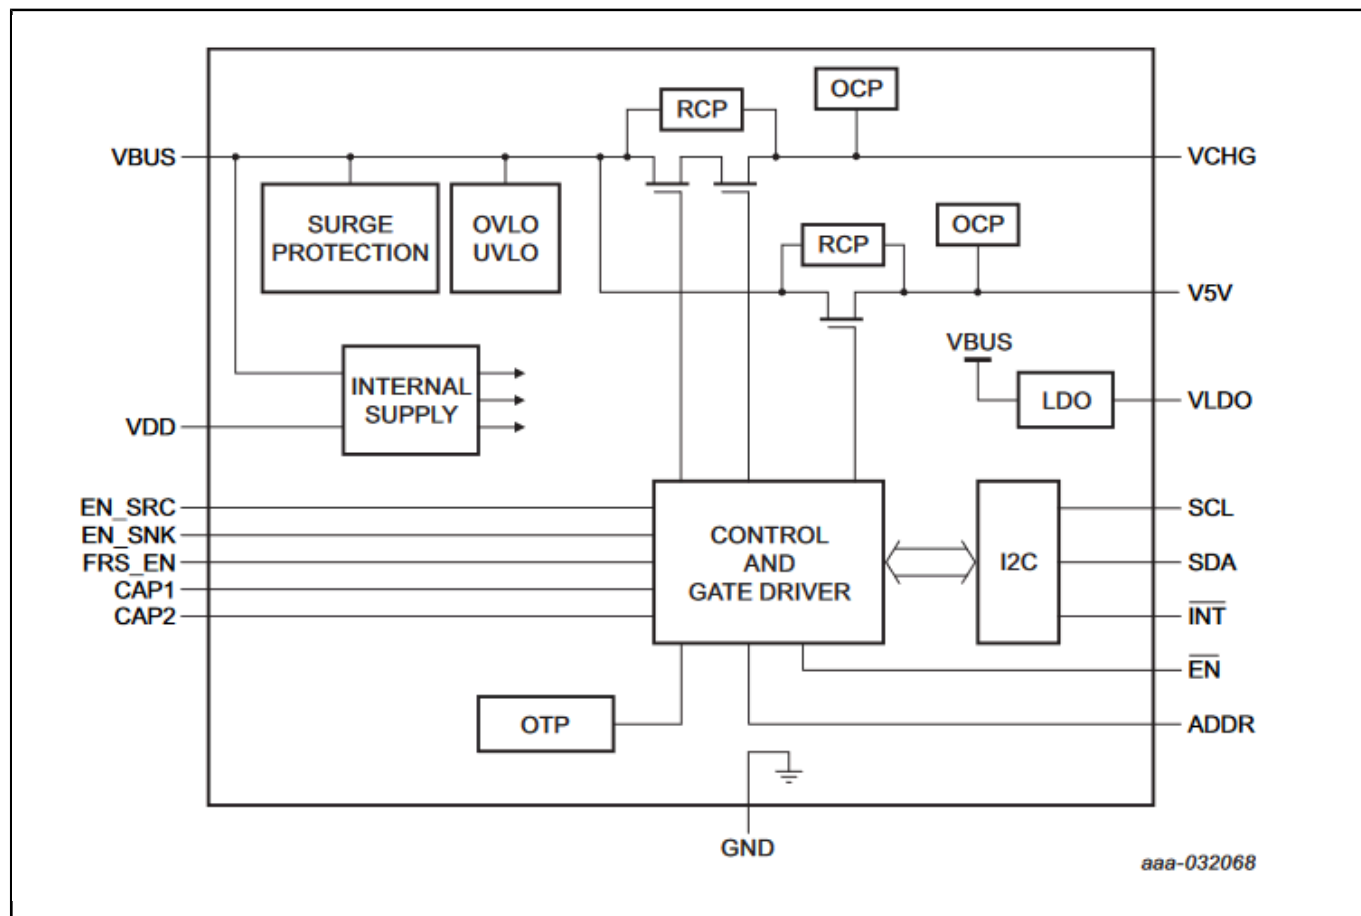 OCP
RCP
VBUS
VCHG
SURGE
PROTECTION
OVLO
UVLO
OCP
RCP
V5V
VBUS
INTERNAL
SUPPLY
LDO
VLDO
VDD
EN_SRC
EN_SNK
FRS_EN
CAP1
CAP2
CONTROL
AND
GATE DRIVER
I2C
SCL
SDA
INT
EN
OTP
ADDR
GND
aaa-032068